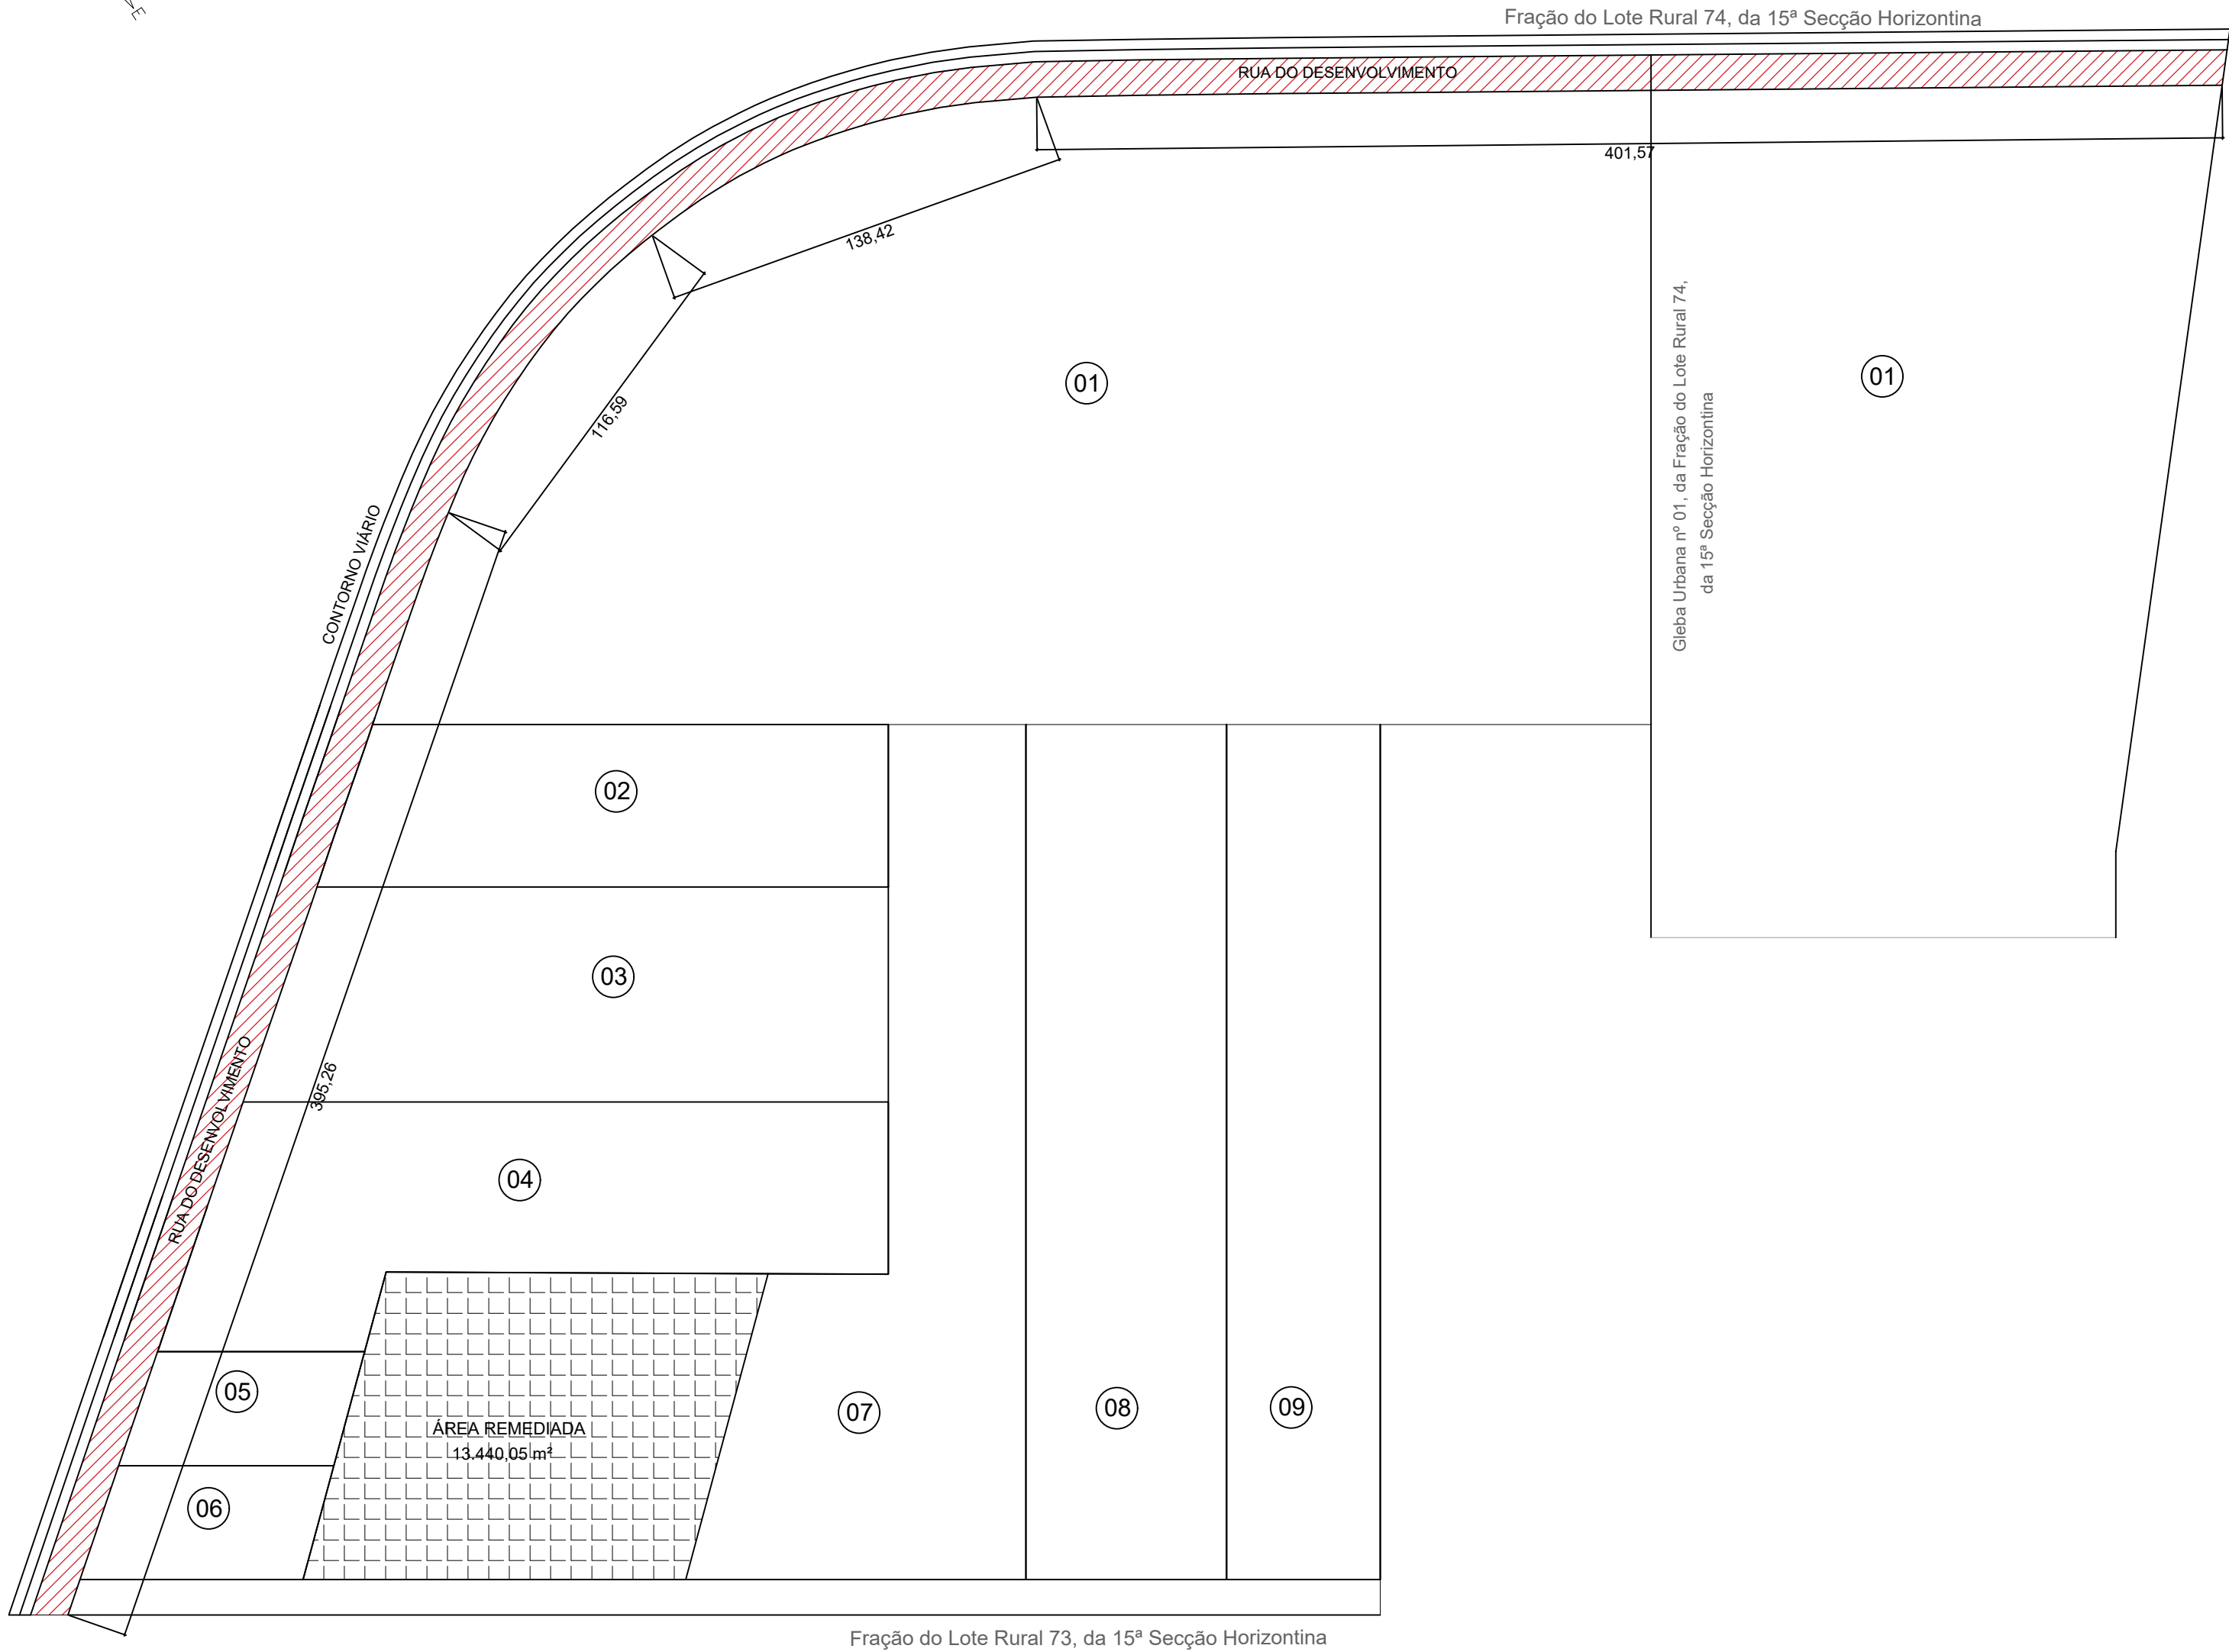 Fração do Lote Rural 74, da 15ª Secção Horizontina
RUA DO DESENVOLVIMENTO
401,57
138,42
116,59
01
01
Gleba Urbana nº 01, da Fração do Lote Rural 74,
da 15ª Secção Horizontina
CONTORNO VIÁRIO
02
03
395,26
RUA DO DESENVOLVIMENTO
04
05
ÁREA REMEDIADA
13.440,05 m²
06
07
08
09
Fração do Lote Rural 73, da 15ª Secção Horizontina